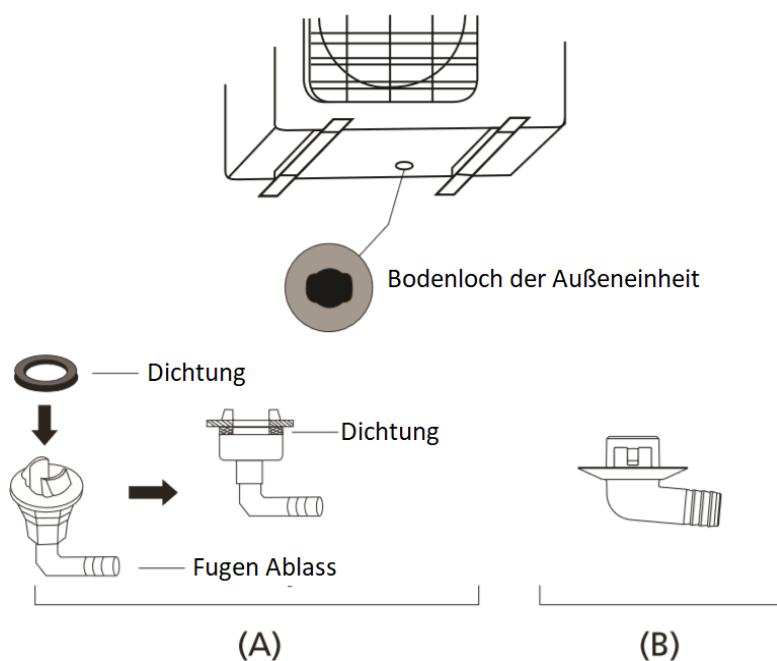 Bodenloch der Außeneinheit
Dichtung
Dichtung
Fugen Ablass
(A)
(B)